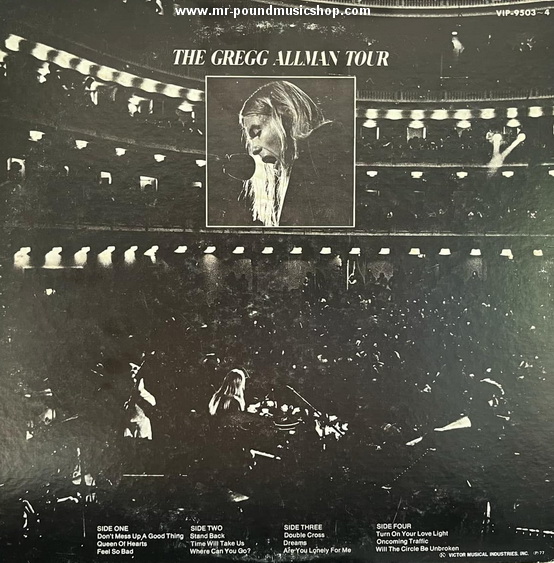 www.mr-poundmusicshop.com
VIP-9503~4
THE GREGG ALLMAN TOUR
SIDE ONE
Don't Mess Up A Good Thing
Queen Of Hearts
Feel So Bad
SIDE TWO
Stand Back
Time Will Take Us
Where Can You Go?
SIDE THREE
Double Cross
Dreams
Are You Lonely For Me
SIDE FOUR
Turn On Your Love Light
Oncoming Traffic
Will The Circle Be Unbroken
VICTOR MUSICAL INDUSTRIES, INC. (P)'77